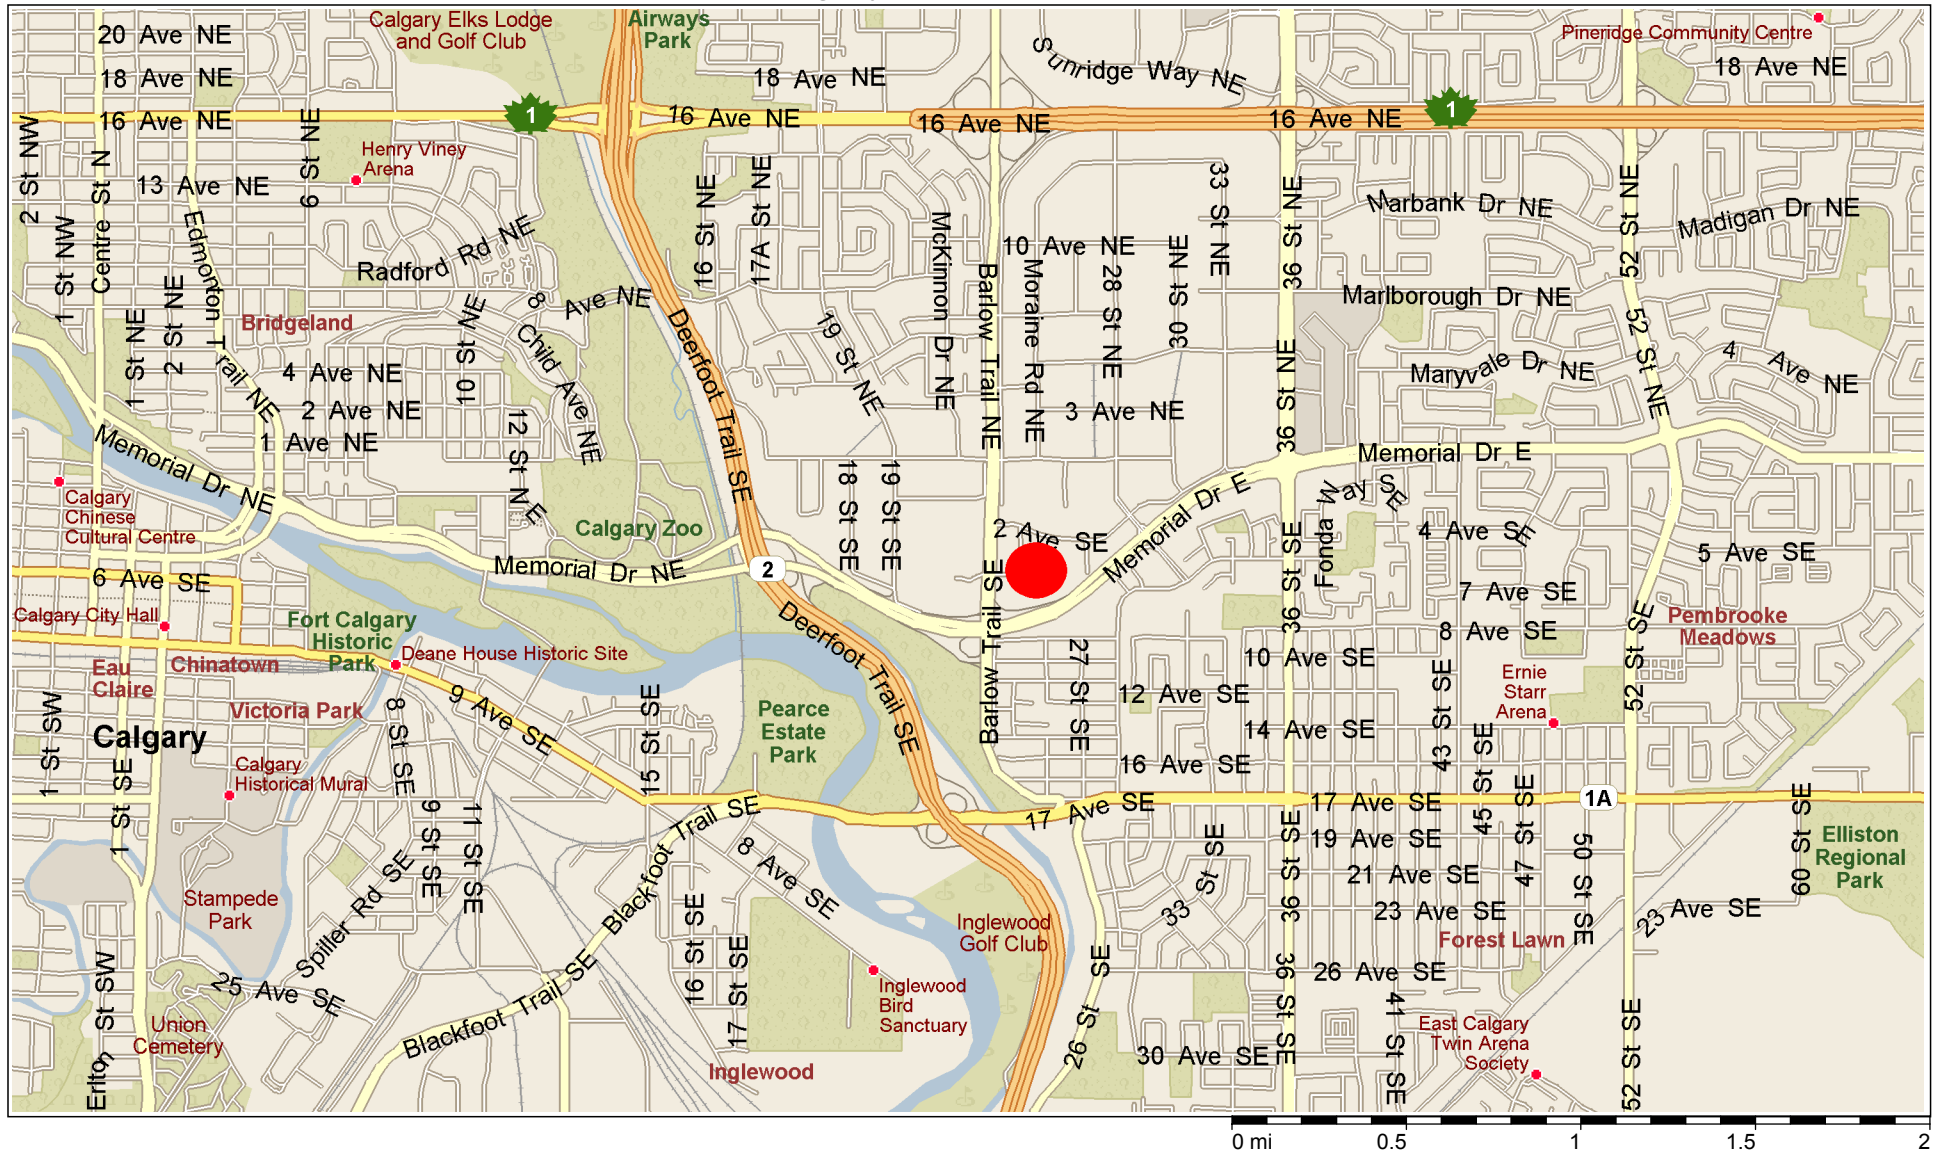 Calgary Elks Lodge
and Golf Club
Airways
Park
Pineridge Community Centre
20 Ave NE
18 Ave NE
18 Ave NE
Sunridge Way NE
18 Ave NE
1
1
16 Ave NE
16 Ave NE
16 Ave NE
16 Ave NE
2 St NW
Centre St N
6 St NE
Henry Viney
Arena
13 Ave NE
1 St NW
Edmonton Trail NE
Radford Rd NE
16 St NE
17A St NE
McKinnon Dr NE
Barlow Trail NE
10 Ave NE
Moraine Rd NE
28 St NE
30 St NE
33 St NE
36 St NE
Marbank Dr NE
52 St NE
Madigan Dr NE
1 St NE
2 St NE
Bridgeland
10 St NE
8 Ave NE
Child Ave NE
Deerfoot Trail SE
19 St NE
Marlborough Dr NE
52 St NE
4 Ave NE
2 Ave NE
1 Ave NE
12 St NE
3 Ave NE
36 St NE
Maryvale Dr NE
4 Ave NE
Memorial Dr NE
Calgary
Chinese
Cultural Centre
Calgary Zoo
18 St SE
19 St SE
2 Ave SE
Memorial Dr E
Memorial Dr E
Fonda Way SE
4 Ave SE
5 Ave SE
6 Ave SE
Memorial Dr NE
2
Barlow Trail SE
36 St SE
7 Ave SE
52 St SE
Calgary City Hall
Fort Calgary
Historic
Park
Deane House Historic Site
Deerfoot Trail SE
8 Ave SE
Pembrooke
Meadows
Eau
Claire
Chinatown
27 St SE
10 Ave SE
43 St SE
Ernie
Starr
Arena
Victoria Park
1 St SW
8 St SE
9 Ave SE
15 St SE
Pearce
Estate
Park
12 Ave SE
14 Ave SE
16 Ave SE
Calgary
Calgary
Historical Mural
1 St SE
9 St SE
11 St SE
Blackfoot Trail SE
17 Ave SE
17 Ave SE
1A
45 St SE
47 St SE
60 St SE
8 Ave SE
19 Ave SE
50 St SE
Elliston
Regional
Park
Stampede
Park
Spiller Rd SE
16 St SE
17 St SE
Inglewood
Golf Club
33 St SE
36 St SE
21 Ave SE
23 Ave SE
Forest Lawn
23 Ave SE
26 Ave SE
Erlton St SW
25 Ave SE
Blackfoot Trail SE
Inglewood
Bird
Sanctuary
26 St SE
36 St SE
41 St SE
Union
Cemetery
Inglewood
30 Ave SE
East Calgary
Twin Arena
Society
52 St SE
0 mi
0.5
1
1.5
2